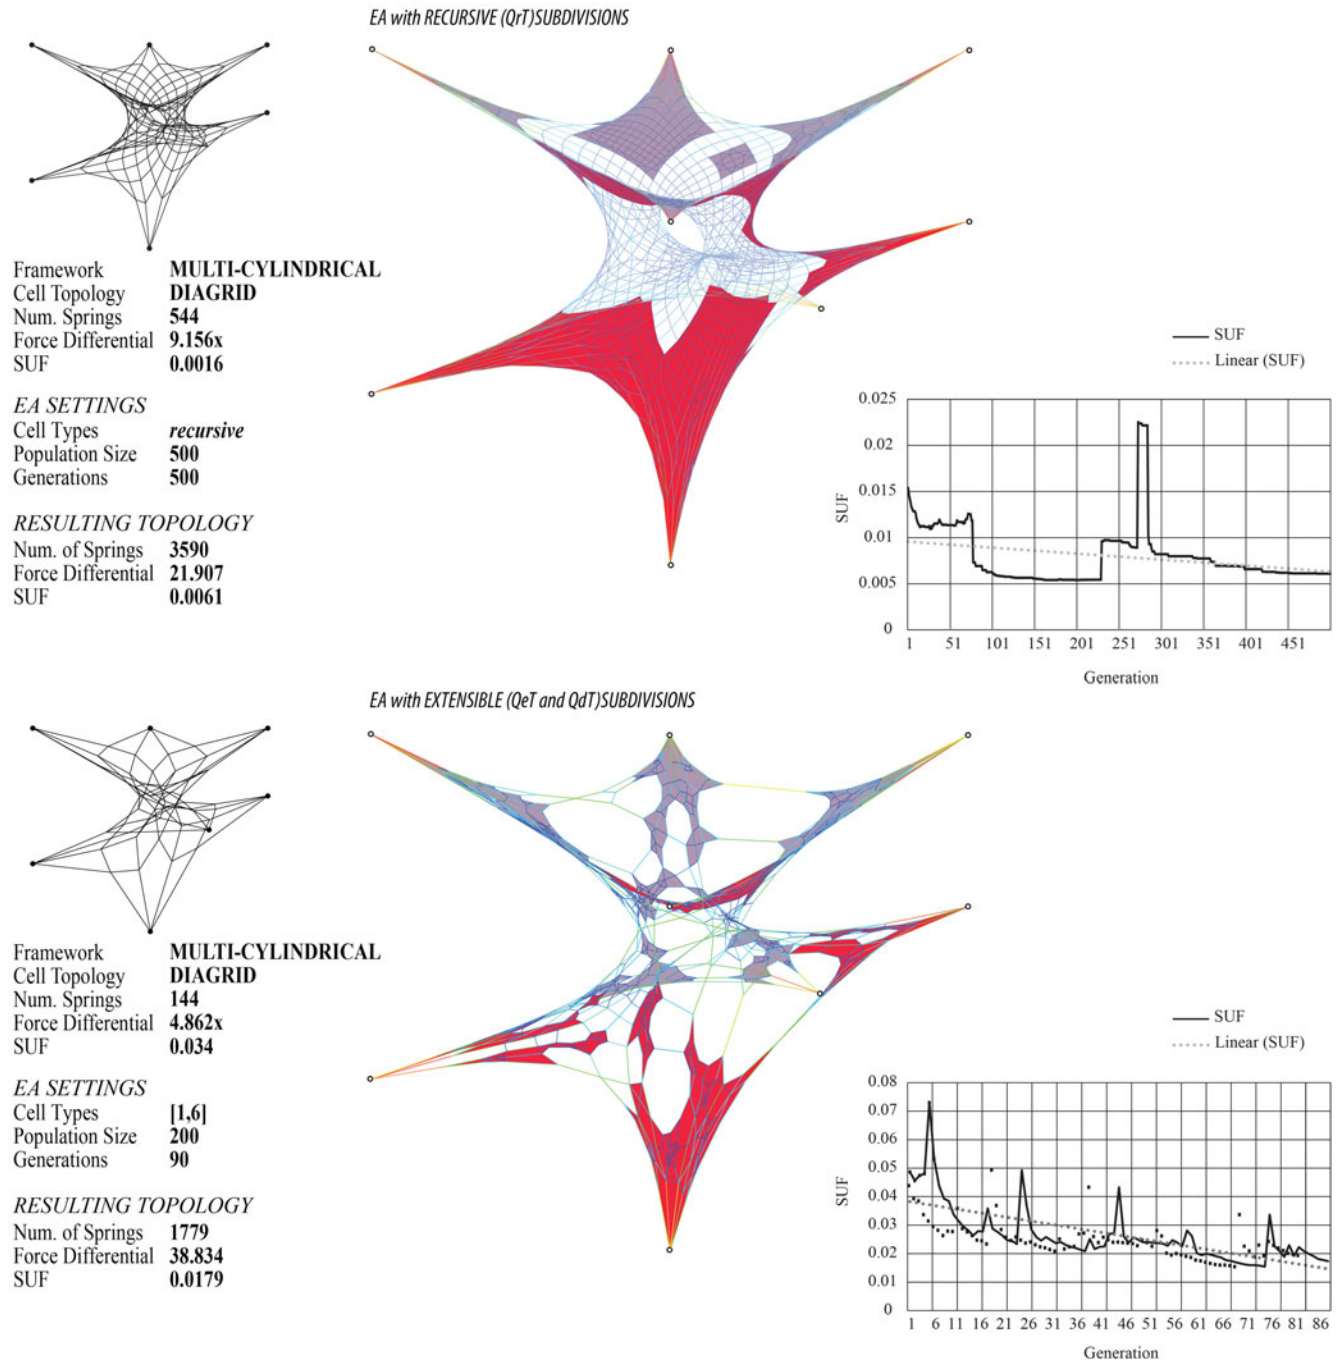 EA with RECURSIVE (QrT)SUBDIVISIONS
Framework MULTI-CYLINDRICAL
Cell Topology DIAGRID
Num. Springs 544
Force Differential 9.156x
SUF 0.0016
EA SETTINGS
Cell Types recursive
Population Size 500
Generations 500
RESULTING TOPOLOGY
Num. of Springs 3590
Force Differential 21.907
SUF 0.0061
SUF
Linear (SUF)
0.025
0.02
0.015
0.01
0.005
0
SUF
1 51 101 151 201 251 301 351 401 451
Generation
EA with EXTENSIBLE (QeT and QdT)SUBDIVISIONS
Framework MULTI-CYLINDRICAL
Cell Topology DIAGRID
Num. Springs 144
Force Differential 4.862x
SUF 0.034
EA SETTINGS
Cell Types [1,6]
Population Size 200
Generations 90
RESULTING TOPOLOGY
Num. of Springs 1779
Force Differential 38.834
SUF 0.0179
SUF
Linear (SUF)
0.08
0.07
0.06
0.05
0.04
0.03
0.02
0.01
0
SUF
1 6 11 16 21 26 31 36 41 46 51 56 61 66 71 76 81 86
Generation